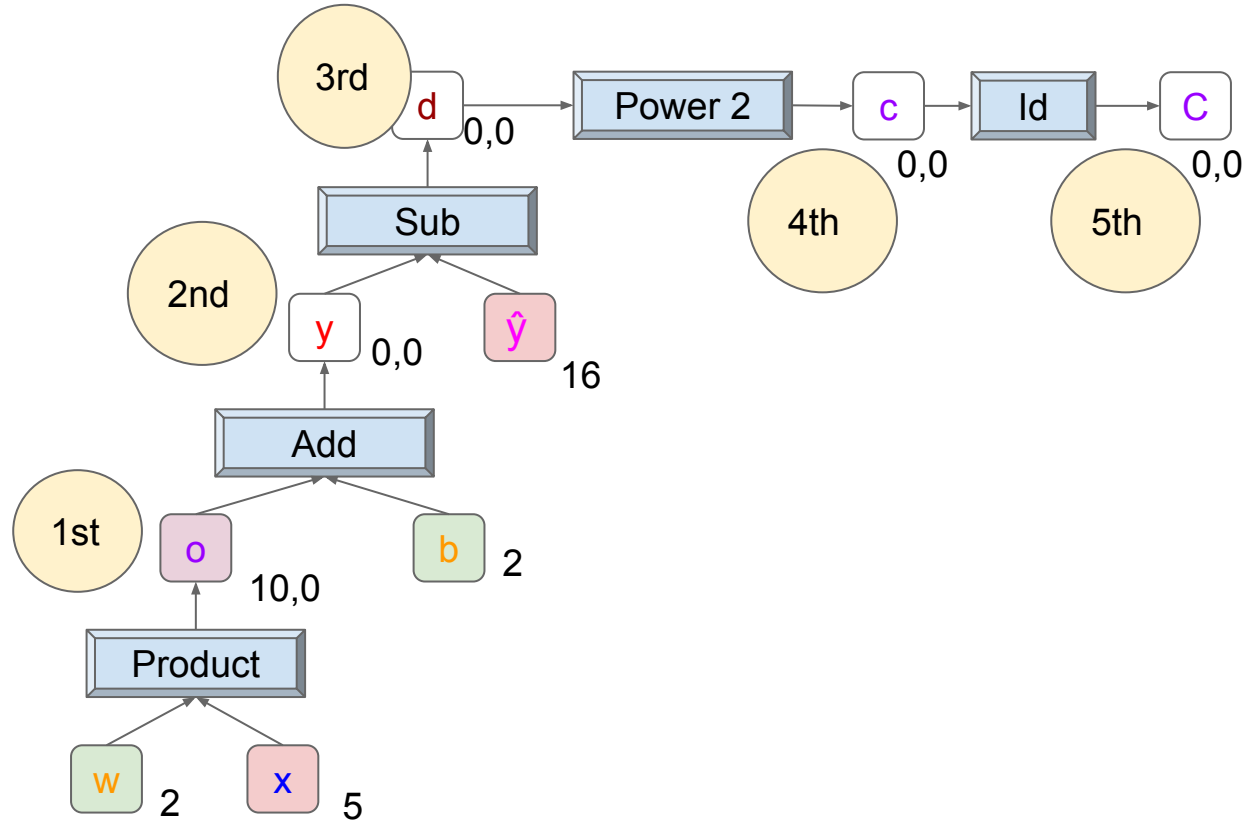 3rd
d
0,0
Power 2
c
0,0
Id
C
0,0
Sub
4th
5th
2nd
y
0,0
ŷ
16
Add
1st
o
10,0
b
2
Product
w
2
x
5